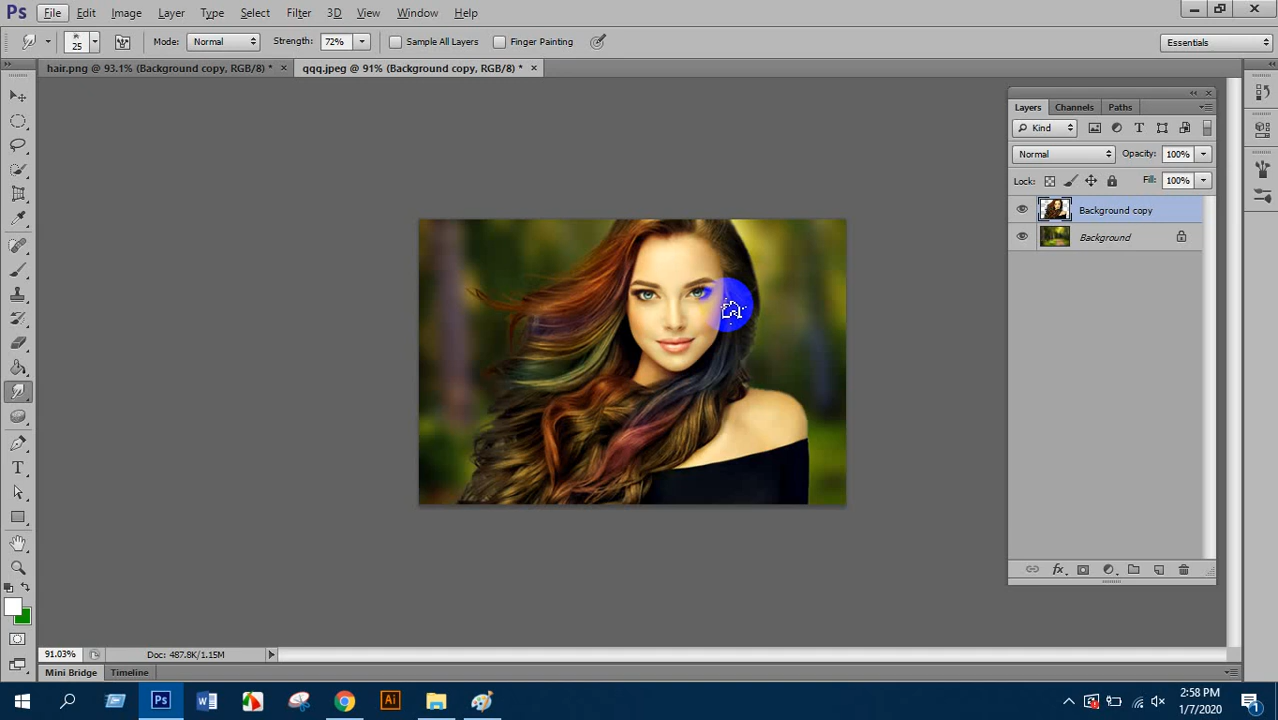 Ps File Edit Image Layer Type Select Filter 3D View Window Help
25 Mode: Normal Strength: 72% Sample All Layers Finger Painting Essentials
hair.png @ 93.1% (Background copy, RGB/8) * × qqq.jpeg @ 91% (Background copy, RGB/8) * ×
Layers Channels Paths
Kind
Normal Opacity: 100%
Lock: Fill: 100%
Background copy
Background
fx
T
91.03% Doc: 487.8K/1.15M
Mini Bridge Timeline
Ps W Ai 2:58 PM
1/7/2020